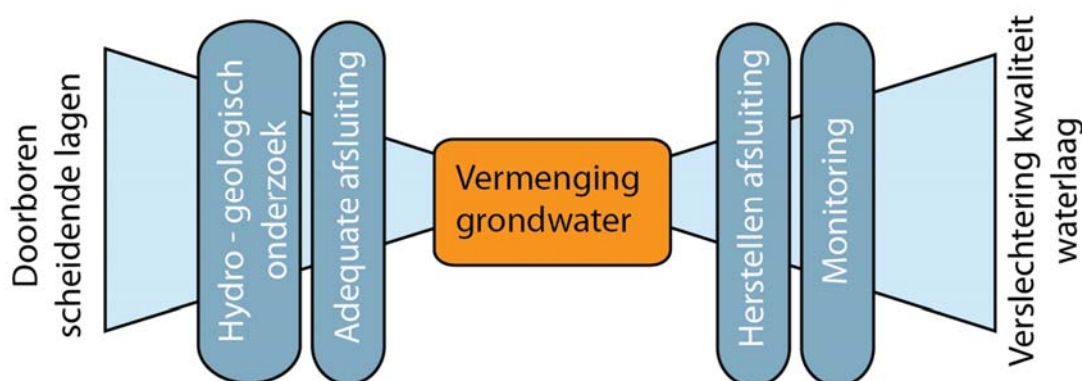 Doorboren
scheidende lagen
Hydro - geologisch
onderzoek
Adequate afsluiting
Vermenging
grondwater
Herstellen afsluiting
Monitoring
Verslechtering kwaliteit
waterlaag